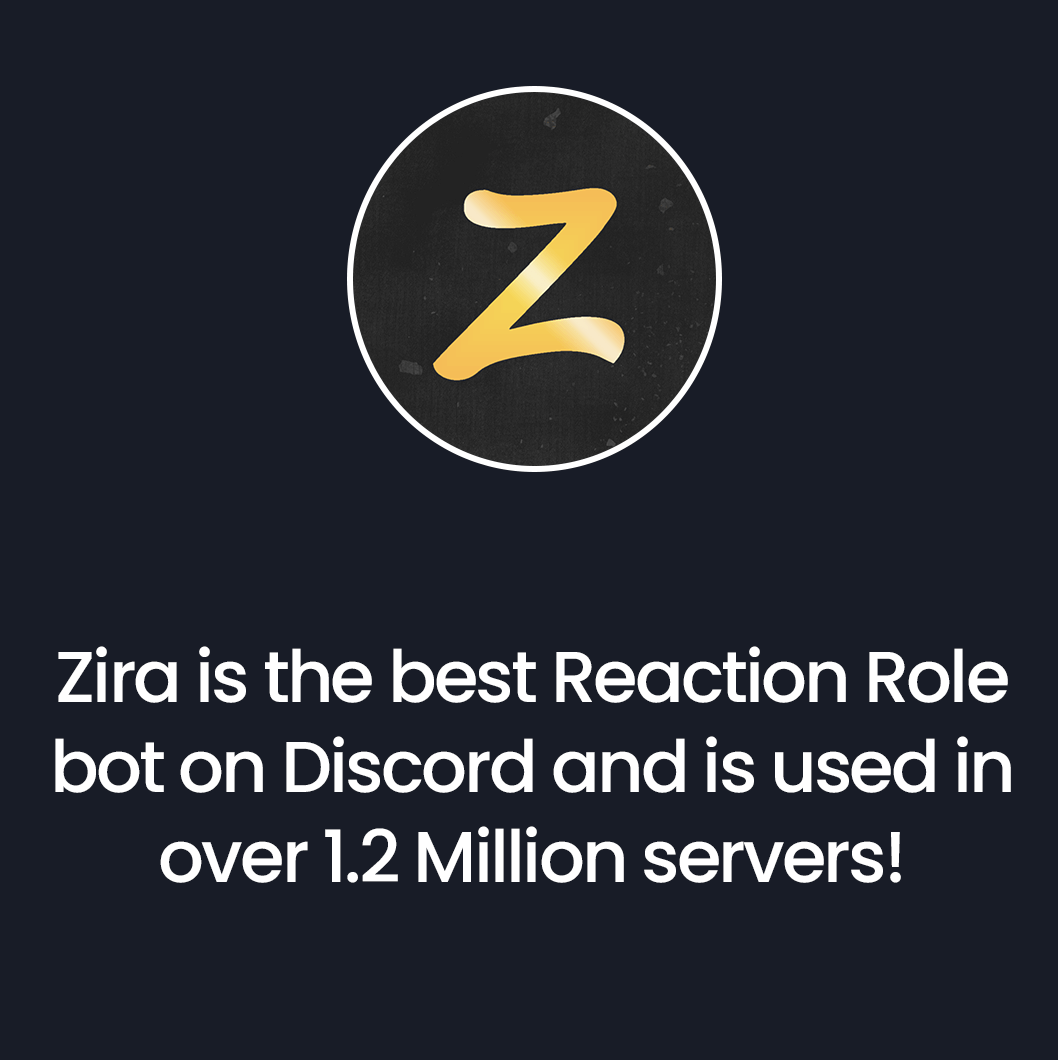 Z
Zira is the best Reaction Role
bot on Discord and is used in
over 1.2 Million servers!